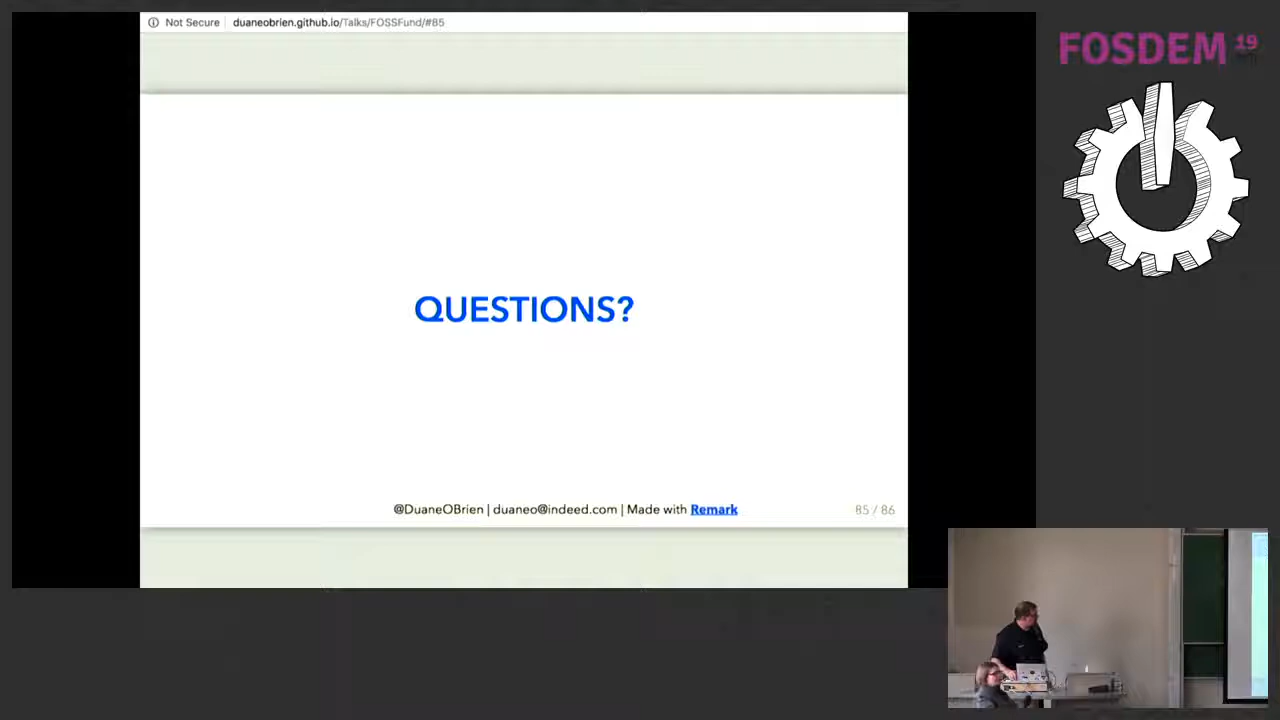 Not Secure duaneobrien.github.io/Talks/FOSSFund/#85
FOSDEM 19
QUESTIONS?
@DuaneOBrien | duaneo@indeed.com | Made with Remark
85 / 86